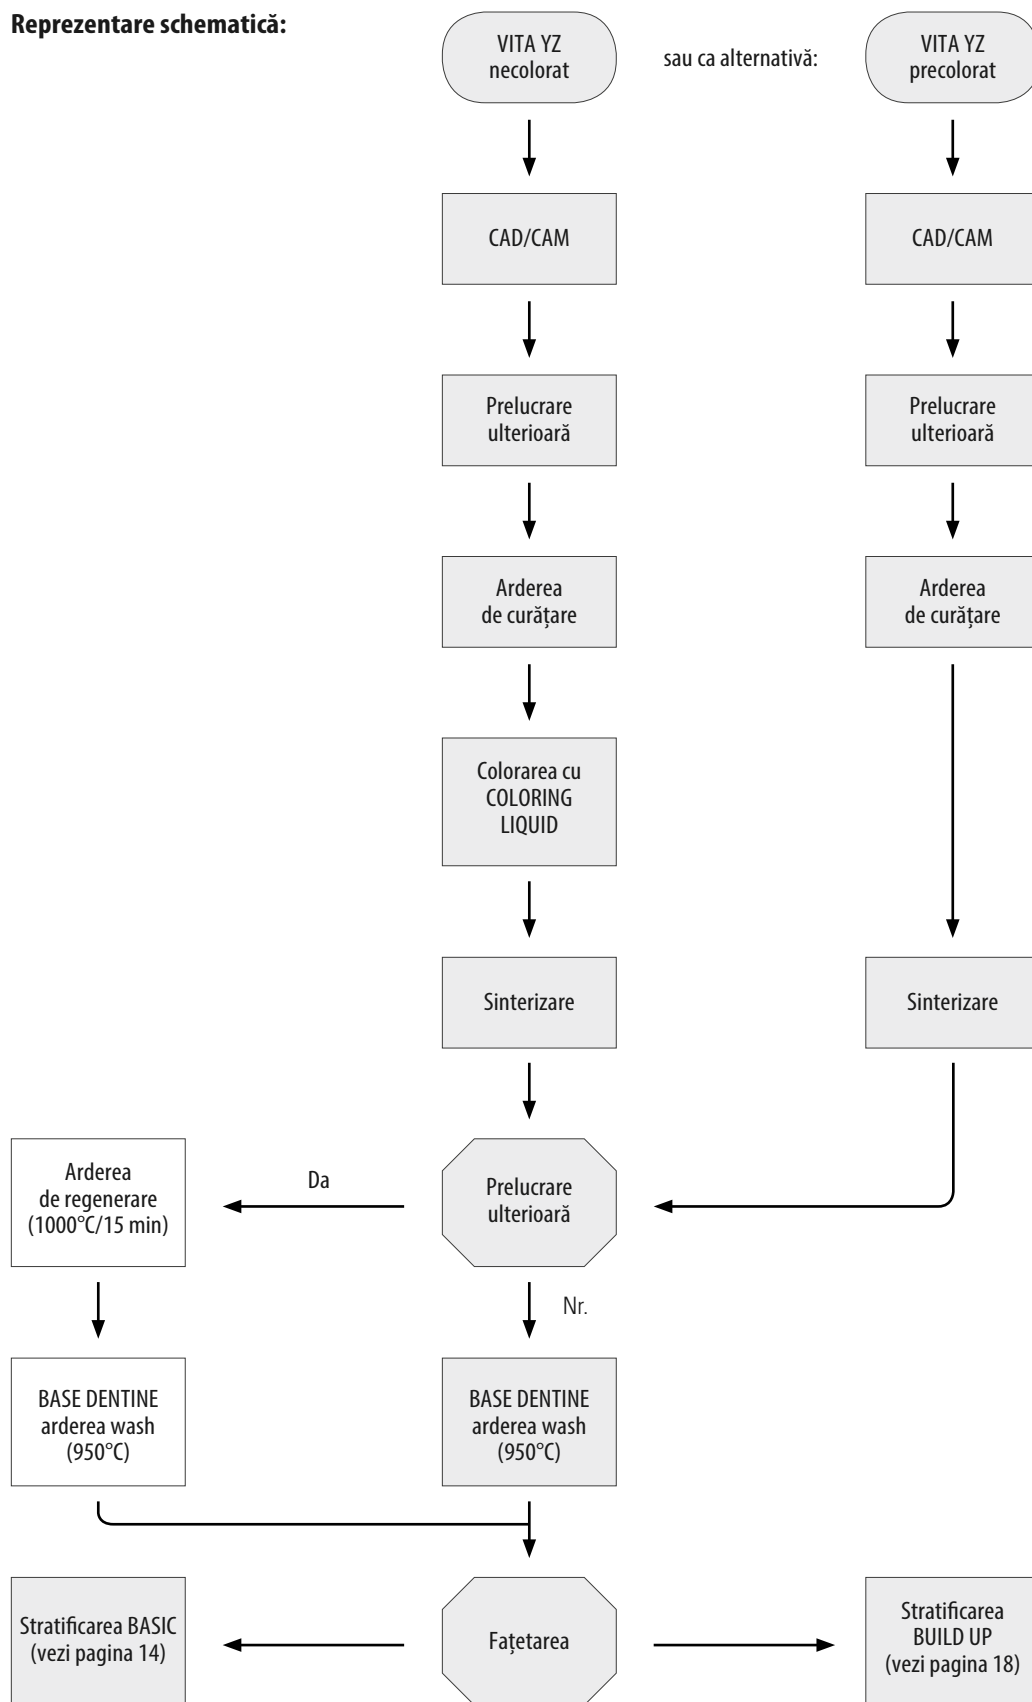 Reprezentare schematică:
VITA YZ
necolorat
sau ca alternativă:
VITA YZ
precolorat
CAD/CAM
CAD/CAM
Prelucrare
ulterioară
Prelucrare
ulterioară
Arderea
de curățare
Arderea
de curățare
Colorarea cu
COLORING
LIQUID
Sinterizare
Sinterizare
Arderea
de regenerare
(1000°C/15 min)
Da
Prelucrare
ulterioară
Nr.
BASE DENTINE
arderea wash
(950°C)
BASE DENTINE
arderea wash
(950°C)
Stratificarea BASIC
(vezi pagina 14)
Fațetarea
Stratificarea
BUILD UP
(vezi pagina 18)